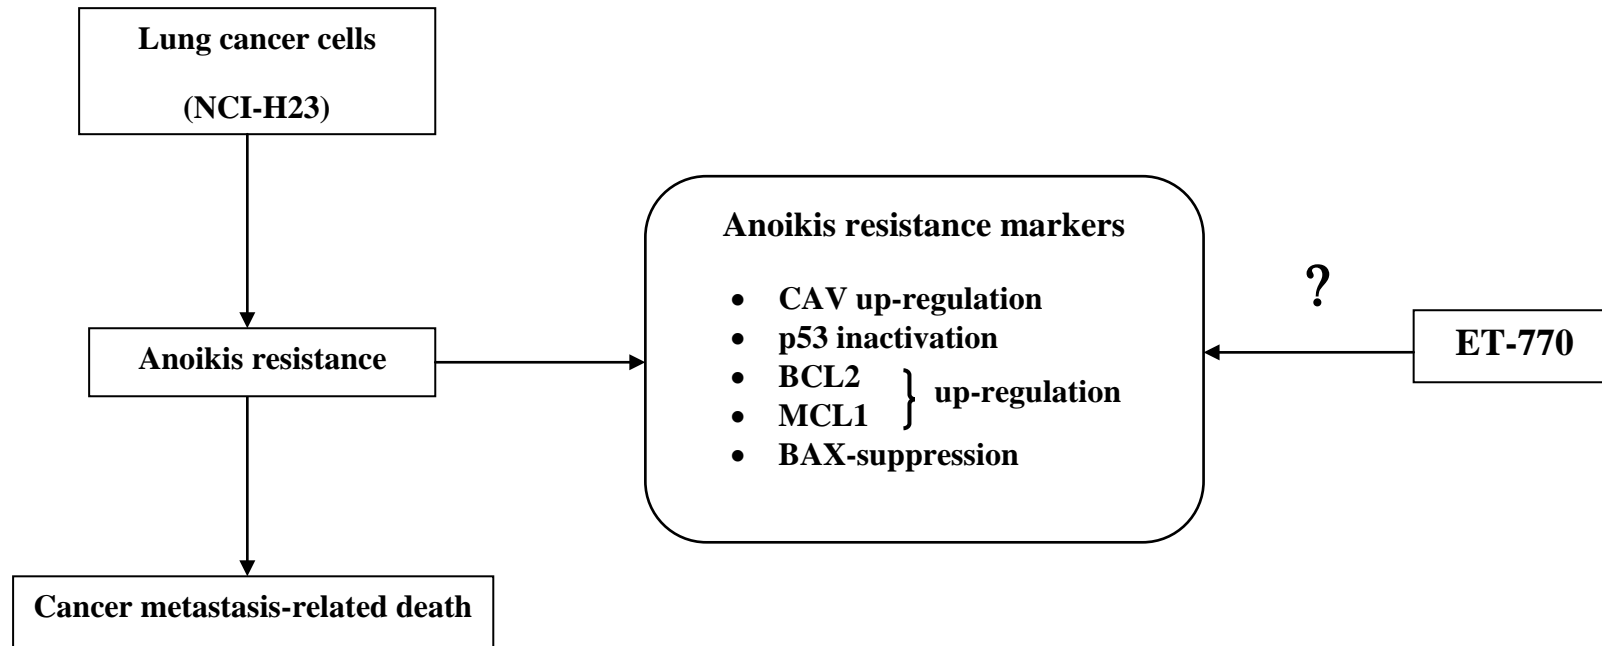 Lung cancer cells
(NCI-H23)
Anoikis resistance
Cancer metastasis-related death
Anoikis resistance markers
• CAV up-regulation
• p53 inactivation
• BCL2
• MCL1
} up-regulation
• BAX-suppression
?
ET-770